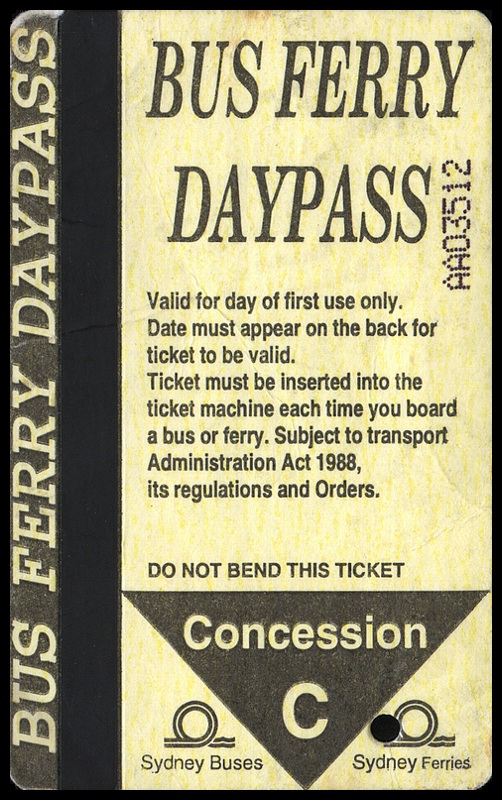 BUS FERRY DAYPASS
BUS FERRY
DAYPASS
AA03512
Valid for day of first use only.
Date must appear on the back for
ticket to be valid.
Ticket must be inserted into the
ticket machine each time you board
a bus or ferry. Subject to transport
Administration Act 1988,
its regulations and Orders.
DO NOT BEND THIS TICKET
Concession
C
Sydney Buses
Sydney Ferries